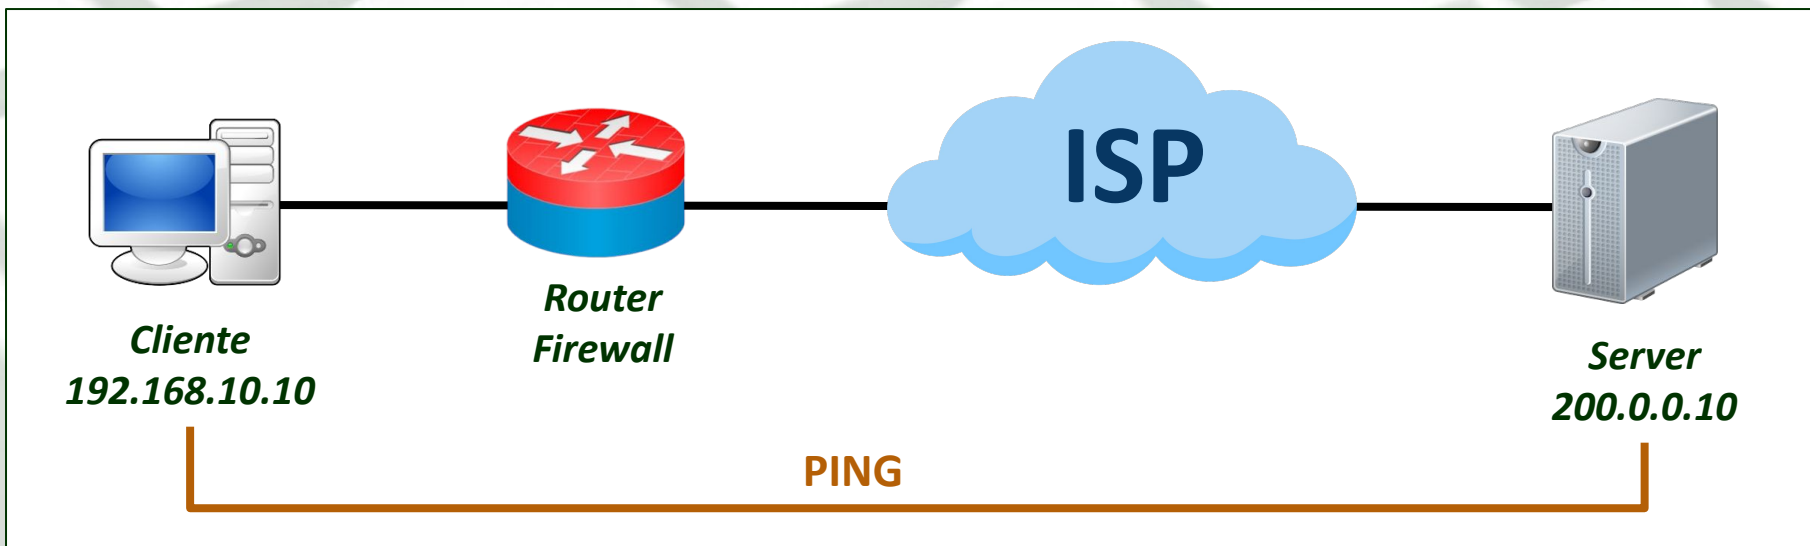 ISP
Router
Firewall
Cliente
192.168.10.10
Server
200.0.0.10
PING